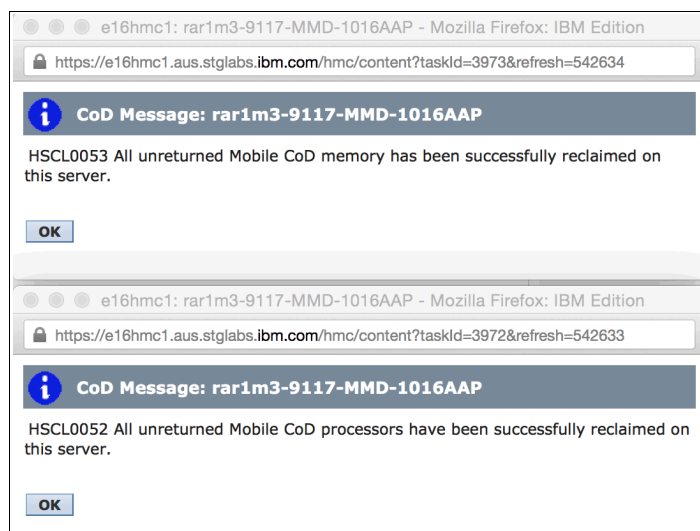 e16hmc1: rar1m3-9117-MMD-1016AAP - Mozilla Firefox: IBM Edition
https://e16hmc1.aus.stglabs.ibm.com/hmc/content?taskId=3973&refresh=542634
CoD Message: rar1m3-9117-MMD-1016AAP
HSCL0053 All unreturned Mobile CoD memory has been successfully reclaimed on
this server.
OK
e16hmc1: rar1m3-9117-MMD-1016AAP - Mozilla Firefox: IBM Edition
https://e16hmc1.aus.stglabs.ibm.com/hmc/content?taskId=3972&refresh=542633
CoD Message: rar1m3-9117-MMD-1016AAP
HSCL0052 All unreturned Mobile CoD processors have been successfully reclaimed on
this server.
OK